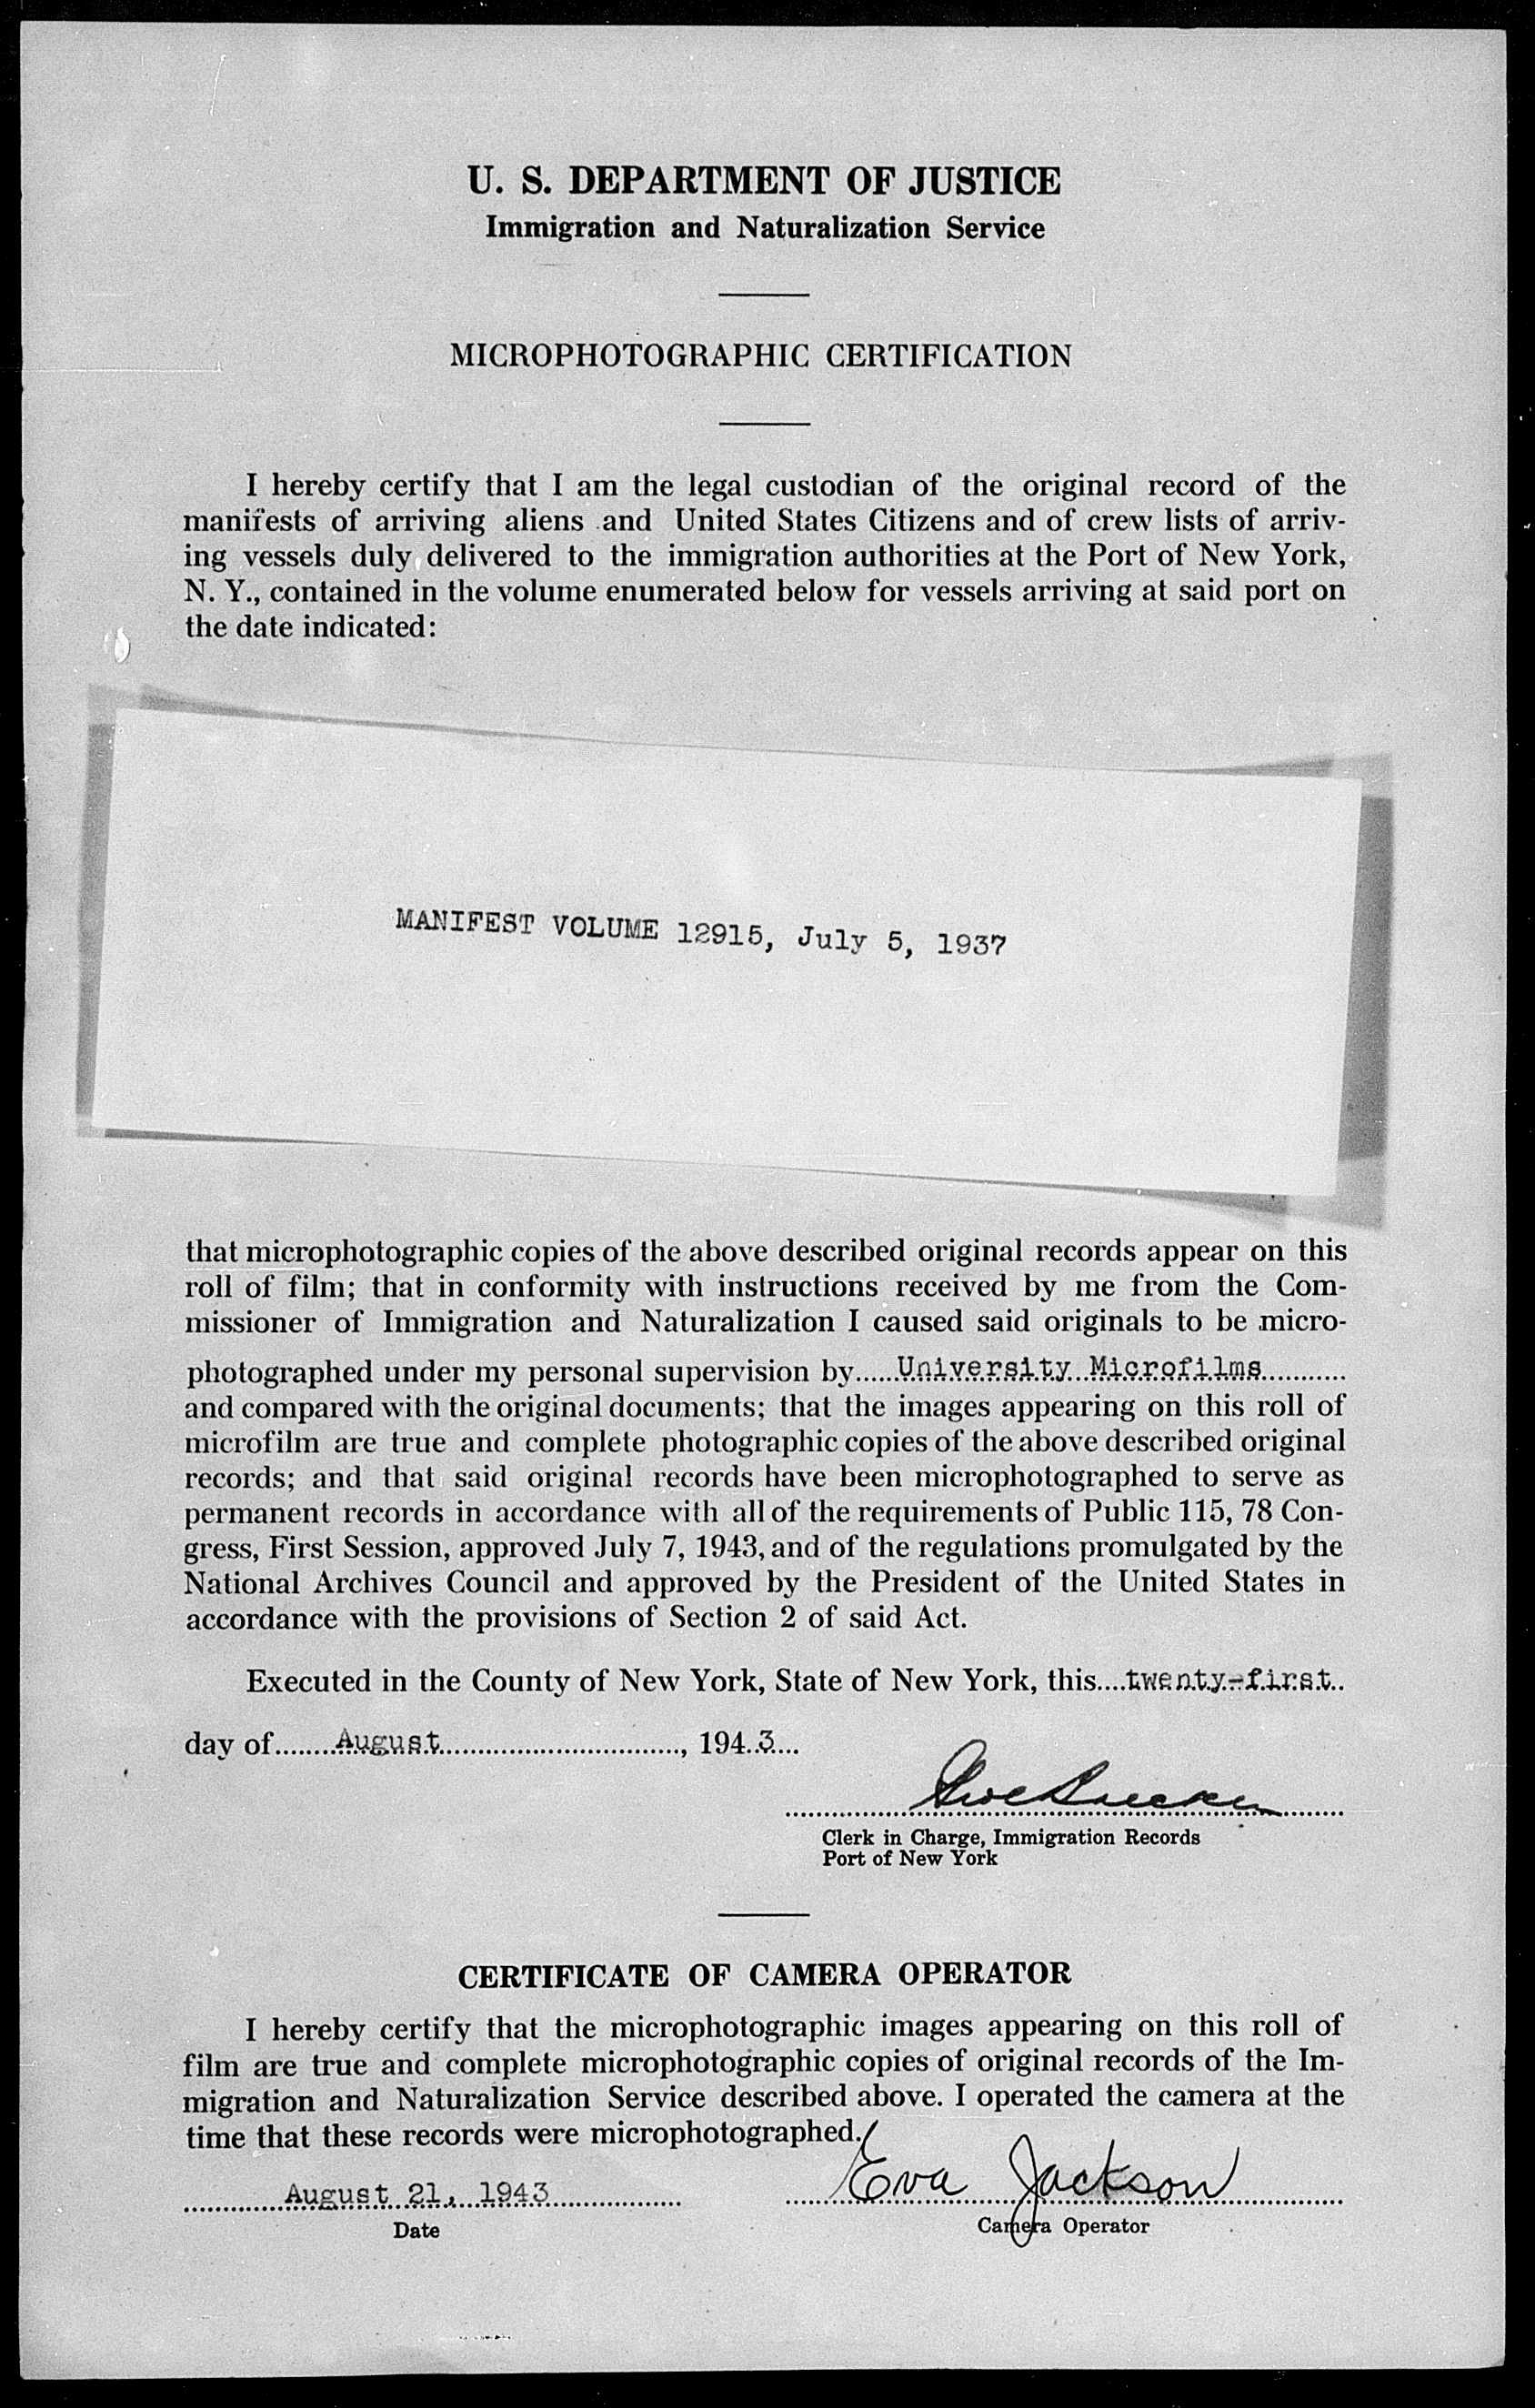 U. S. DEPARTMENT OF JUSTICE
Immigration and Naturalization Service
MICROPHOTOGRAPHIC CERTIFICATION
I hereby certify that I am the legal custodian of the original record of the
manifests of arriving aliens and United States Citizens and of crew lists of arriv-
ing vessels duly delivered to the immigration authorities at the Port of New York,
N. Y., contained in the volume enumerated below for vessels arriving at said port on
the date indicated:
MANIFEST VOLUME 12915, July 5, 1937
that microphotographic copies of the above described original records appear on this
roll of film; that in conformity with instructions received by me from the Com-
missioner of Immigration and Naturalization I caused said originals to be micro-
photographed under my personal supervision by.....University Microfilms...........
and compared with the original documents; that the images appearing on this roll of
microfilm are true and complete photographic copies of the above described original
records; and that said original records have been microphotographed to serve as
permanent records in accordance with all of the requirements of Public 115, 78 Con-
gress, First Session, approved July 7, 1943, and of the regulations promulgated by the
National Archives Council and approved by the President of the United States in
accordance with the provisions of Section 2 of said Act.
Executed in the County of New York, State of New York, this....twenty-first..
day of........August................................, 194..3....
Clerk in Charge, Immigration Records
Port of New York
CERTIFICATE OF CAMERA OPERATOR
I hereby certify that the microphotographic images appearing on this roll of
film are true and complete microphotographic copies of original records of the Im-
migration and Naturalization Service described above. I operated the camera at the
time that these records were microphotographed.
August 21, 1943 Eva Jackson
Date Camera Operator